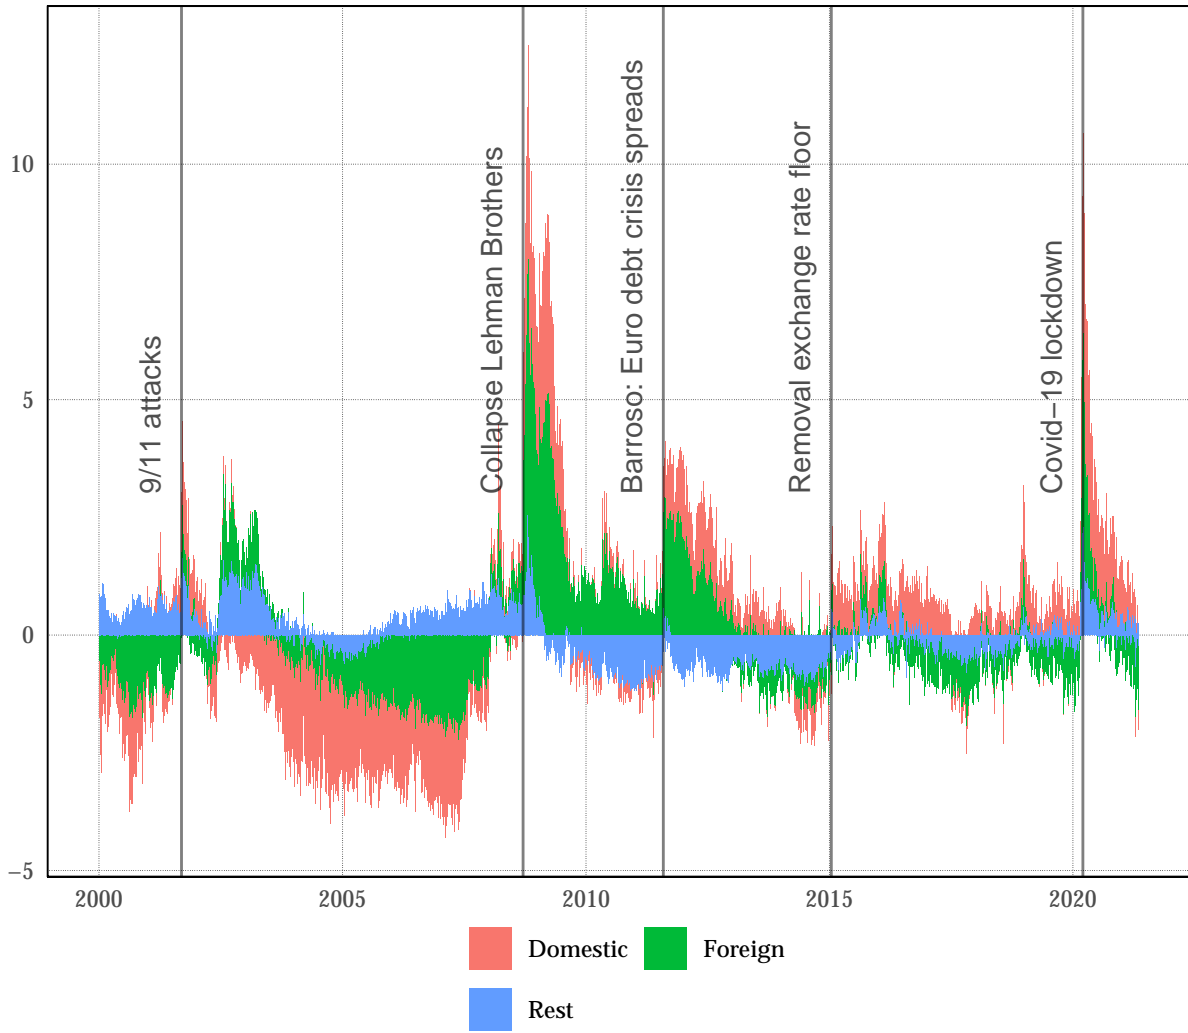 10
5
0
−5
9/11 attacks
Collapse Lehman Brothers
Barroso: Euro debt crisis spreads
Removal exchange rate floor
Covid−19 lockdown
2000
2005
2010
2015
2020
Domestic
Foreign
Rest